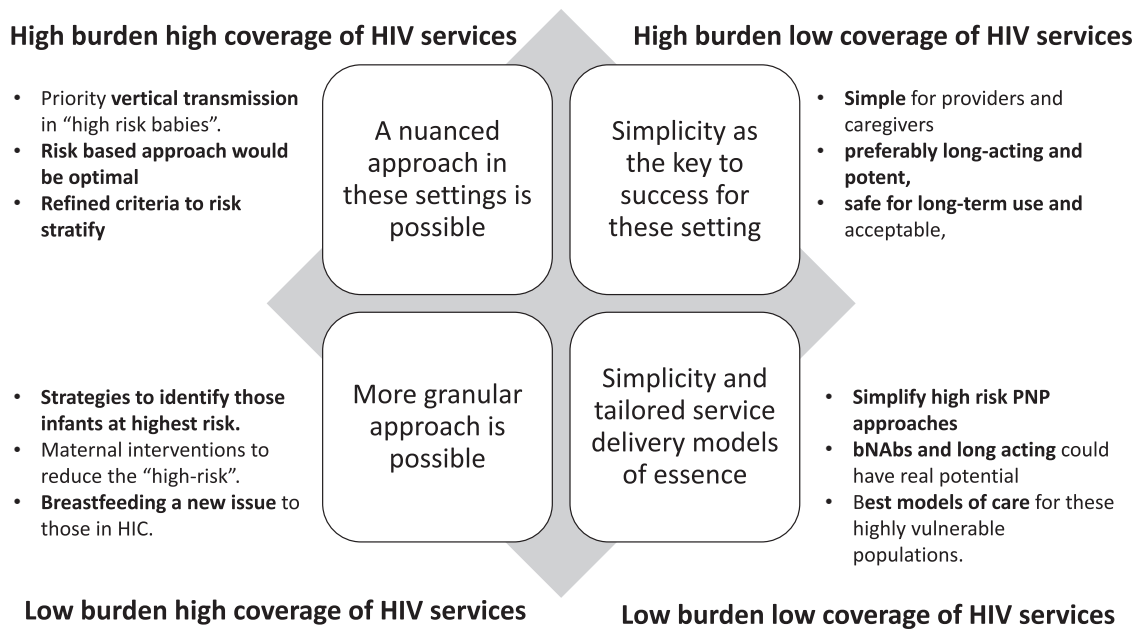 High burden high coverage of HIV services
High burden low coverage of HIV services
• Priority vertical transmission
in “high risk babies”.
• Risk based approach would
be optimal
• Refined criteria to risk
stratify
A nuanced
approach in
these settings is
possible
Simplicity as
the key to
success for
these setting
• Simple for providers and
caregivers
• preferably long-acting and
potent,
• safe for long-term use and
acceptable,
• Strategies to identify those
infants at highest risk.
• Maternal interventions to
reduce the “high-risk”.
• Breastfeeding a new issue to
those in HIC.
More granular
approach is
possible
Simplicity and
tailored service
delivery models
of essence
• Simplify high risk PNP
approaches
• bNAbs and long acting could
have real potential
• Best models of care for these
highly vulnerable
populations.
Low burden high coverage of HIV services
Low burden low coverage of HIV services